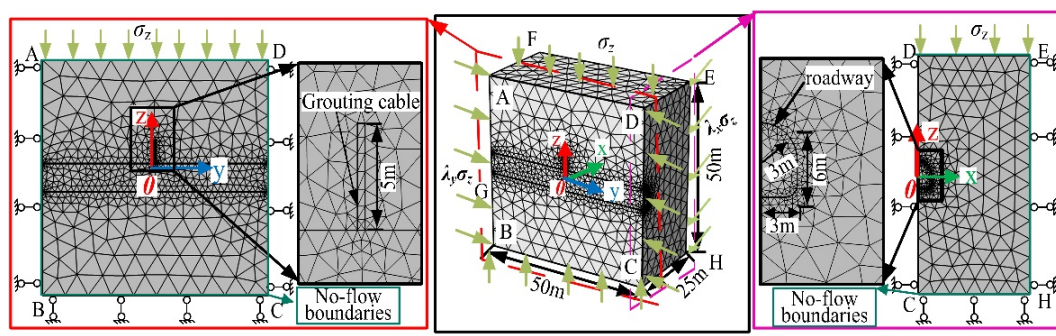 σz
A
D
z
Grouting cable
5m
y
0
B
C
No-flow
boundaries
F
σz
E
A
D
λxσz
z
x
50m
λyσz
G
0
y
B
C
H
50m
25m
D
σz
E
roadway
z
3m
6m
0
x
3m
No-flow
boundaries
C
H